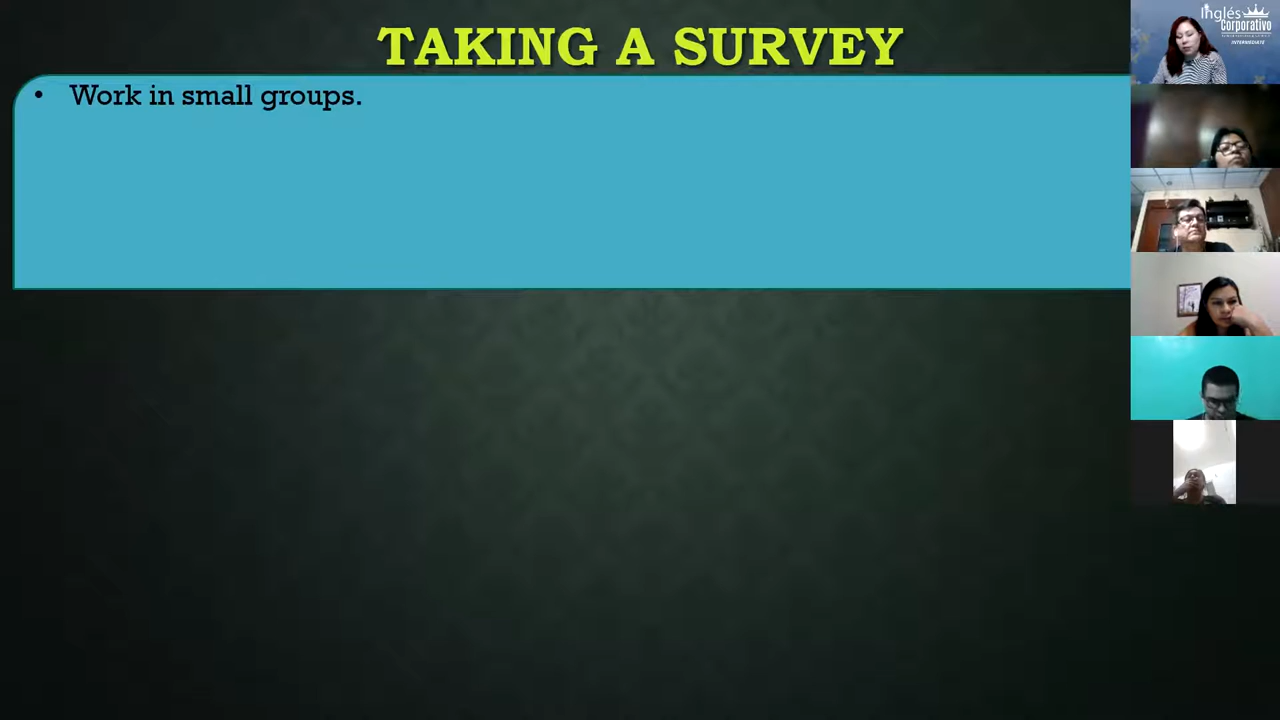 TAKING A SURVEY
• Work in small groups.
Inglés
Corporativo
INTERMEDIATE